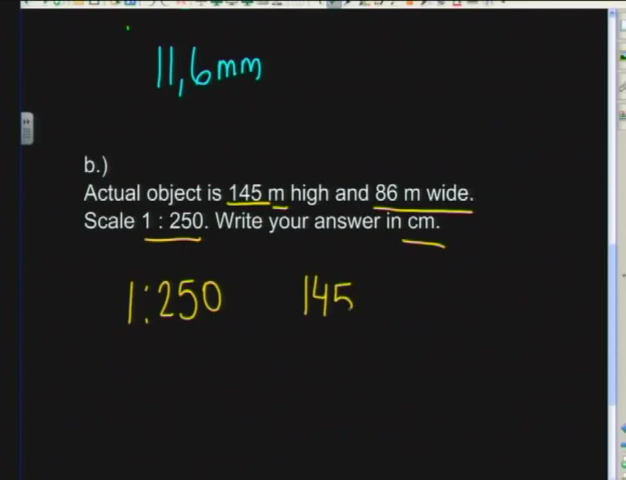 11,6mm
b.)
Actual object is 145 m high and 86 m wide.
Scale 1 : 250. Write your answer in cm.
1:250 145